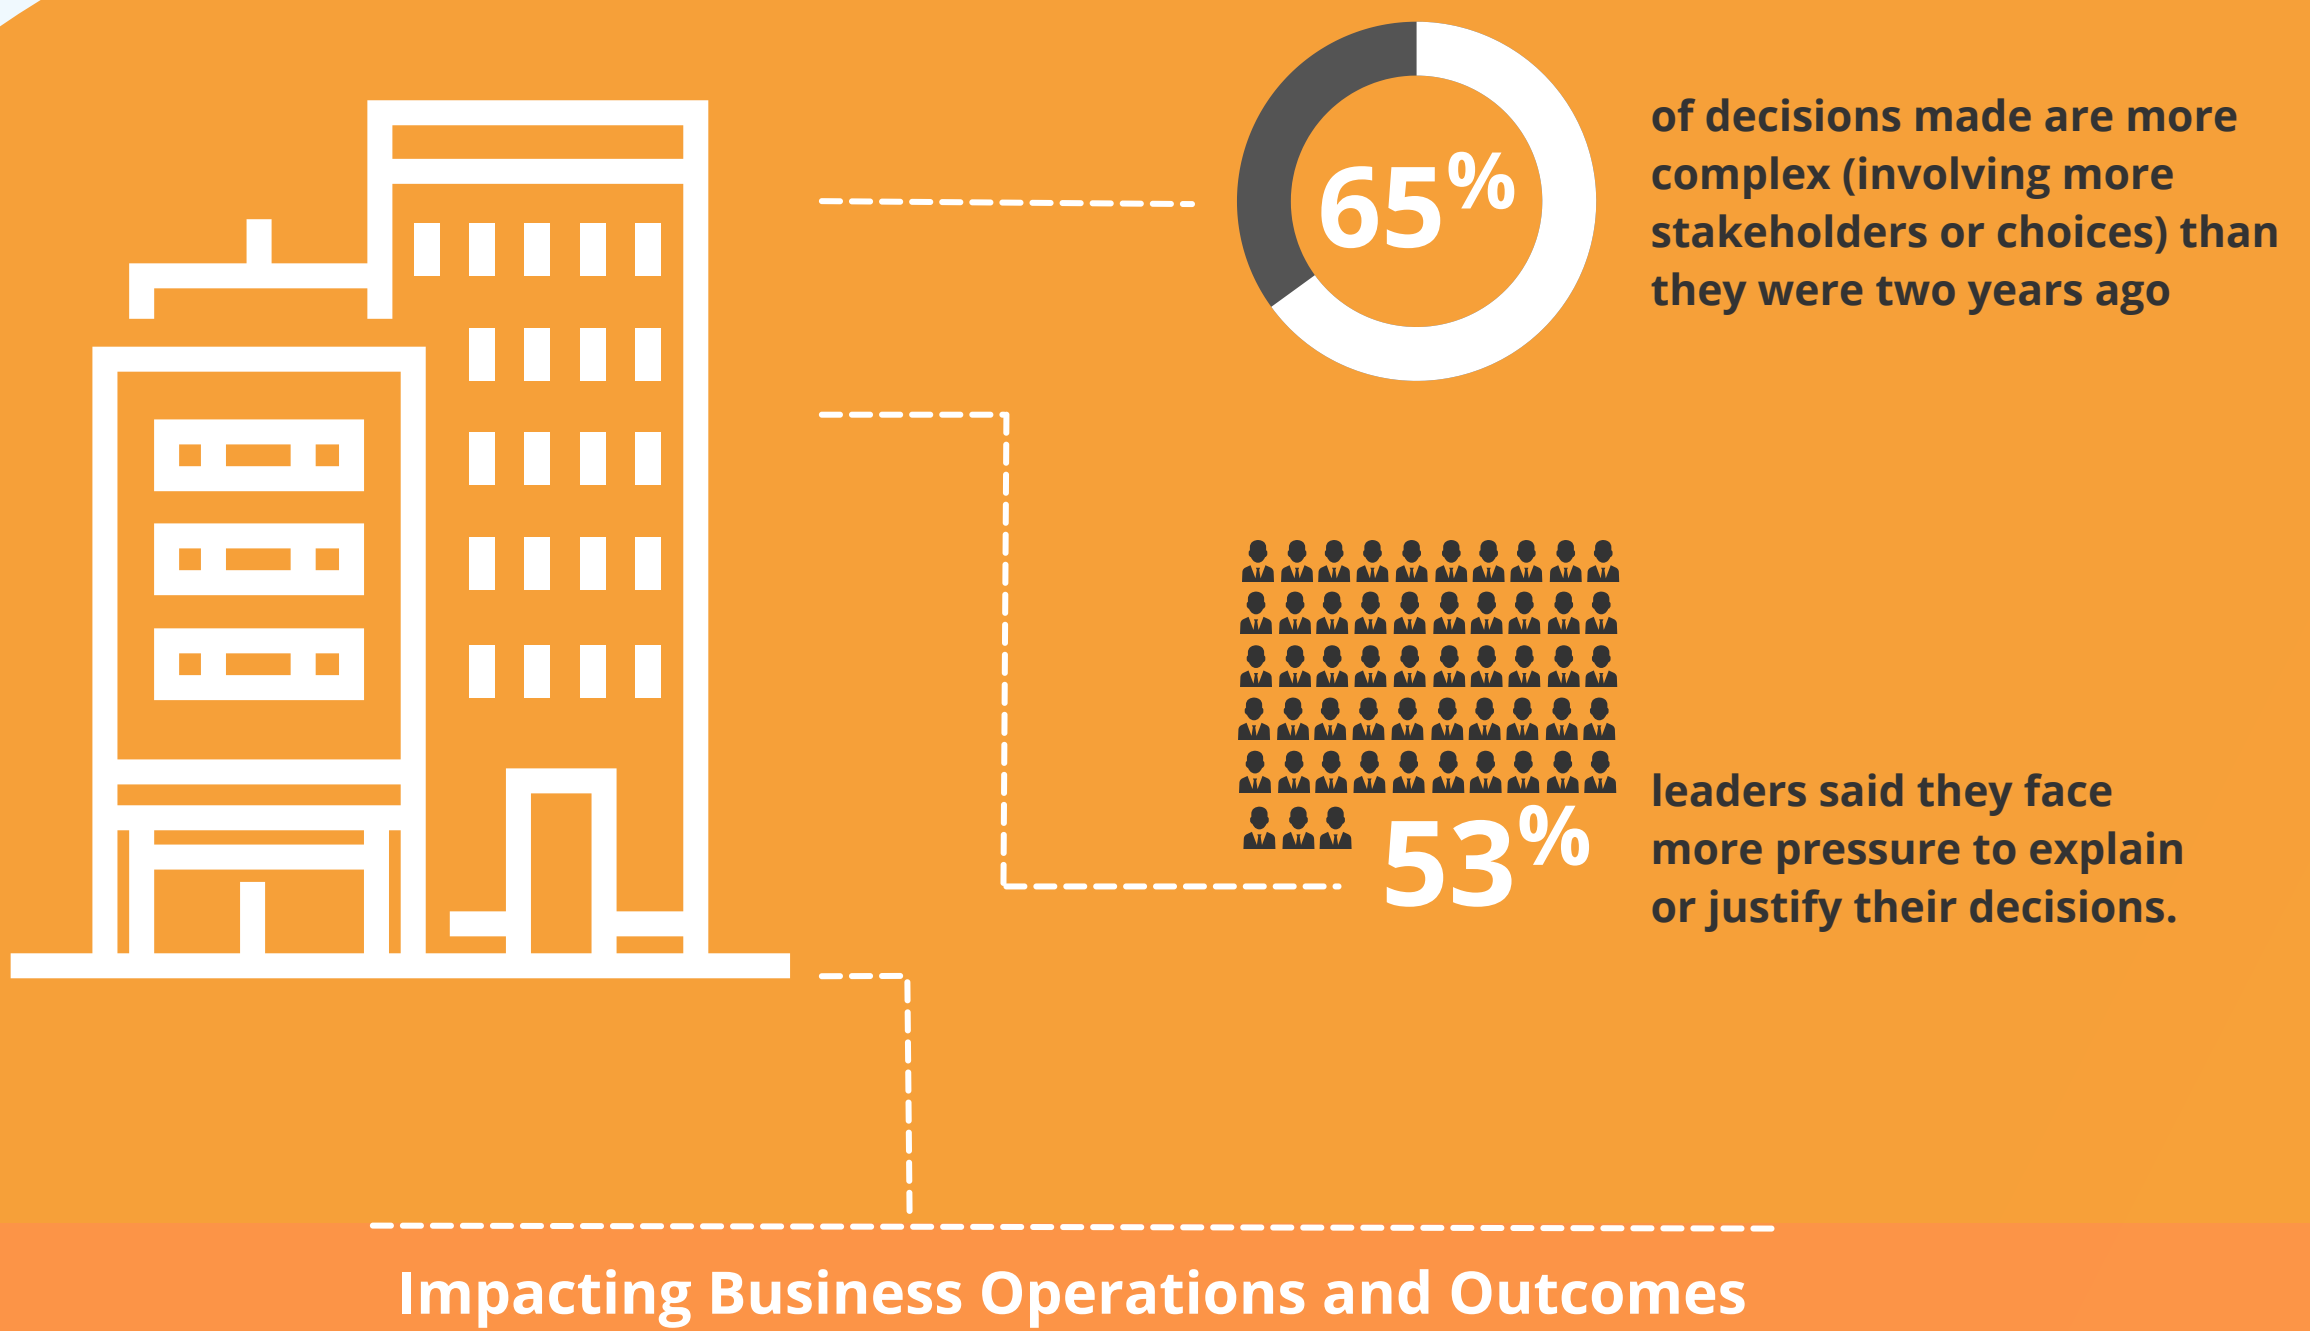 65%
of decisions made are more
complex (involving more
stakeholders or choices) than
they were two years ago
53%
leaders said they face
more pressure to explain
or justify their decisions.
Impacting Business Operations and Outcomes